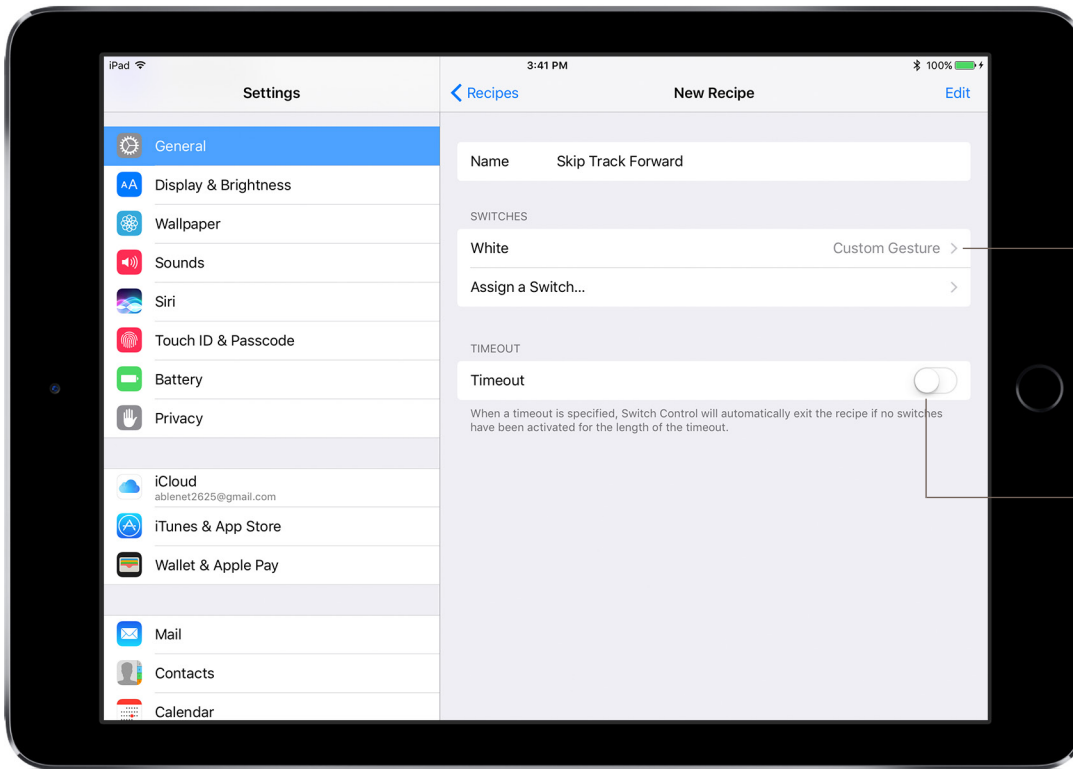 iPad
3:41 PM
100%
Settings
Recipes
New Recipe
Edit
General
AA
Display & Brightness
Wallpaper
Sounds
Siri
Touch ID & Passcode
Battery
Privacy
iCloud
ablenet2625@gmail.com
iTunes & App Store
Wallet & Apple Pay
Mail
Contacts
Calendar
Name Skip Track Forward
SWITCHES
White Custom Gesture
Assign a Switch...
TIMEOUT
Timeout
When a timeout is specified, Switch Control will automatically exit the recipe if no switches
have been activated for the length of the timeout.